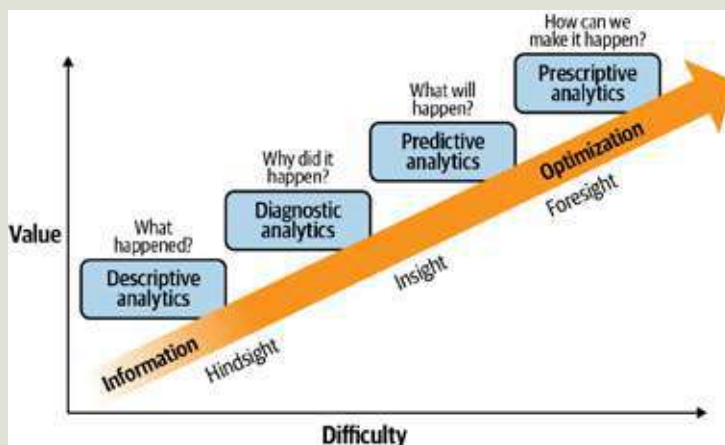 How can we
make it happen?
Prescriptive
analytics
What will
happen?
Predictive
analytics
Optimization
Foresight
Why did it
happen?
Diagnostic
analytics
Insight
Value
What
happened?
Descriptive
analytics
Information
Hindsight
Difficulty